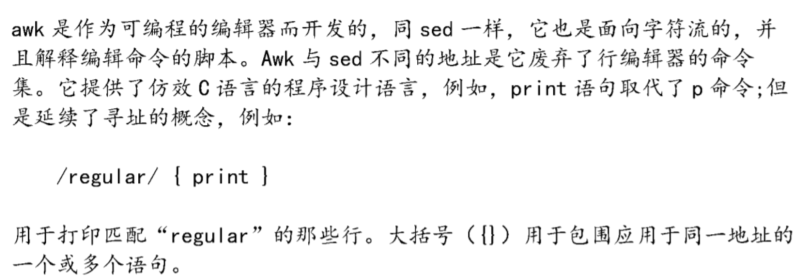 awk 是作为可编程的编辑器而开发的，同 sed 一样，它也是面向字符流的，并
且解释编辑命令的脚本。Awk 与 sed 不同的地址是它废弃了行编辑器的命令
集。它提供了仿效 C 语言的程序设计语言，例如，print 语句取代了 p 命令;但
是延续了寻址的概念，例如：
/regular/ { print }
用于打印匹配“regular”的那些行。大括号（{}）用于包围应用于同一地址的
一个或多个语句。